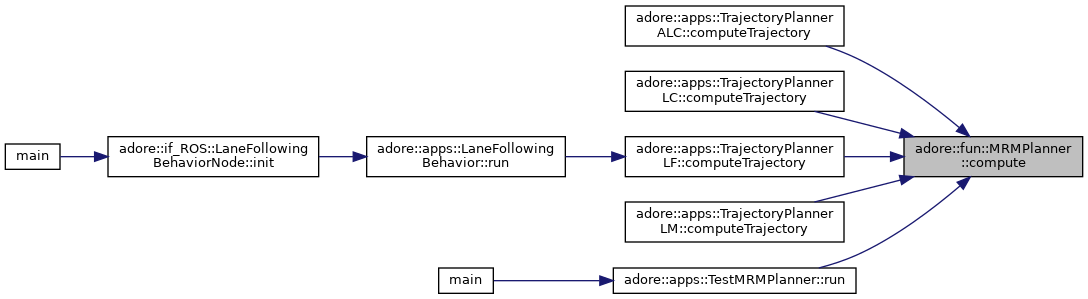 adore::apps::TrajectoryPlanner
ALC::computeTrajectory
adore::apps::TrajectoryPlanner
LC::computeTrajectory
main
adore::if_ROS::LaneFollowing
BehaviorNode::init
adore::apps::LaneFollowing
Behavior::run
adore::apps::TrajectoryPlanner
LF::computeTrajectory
adore::fun::MRMPlanner
::compute
adore::apps::TrajectoryPlanner
LM::computeTrajectory
main
adore::apps::TestMRMPlanner::run